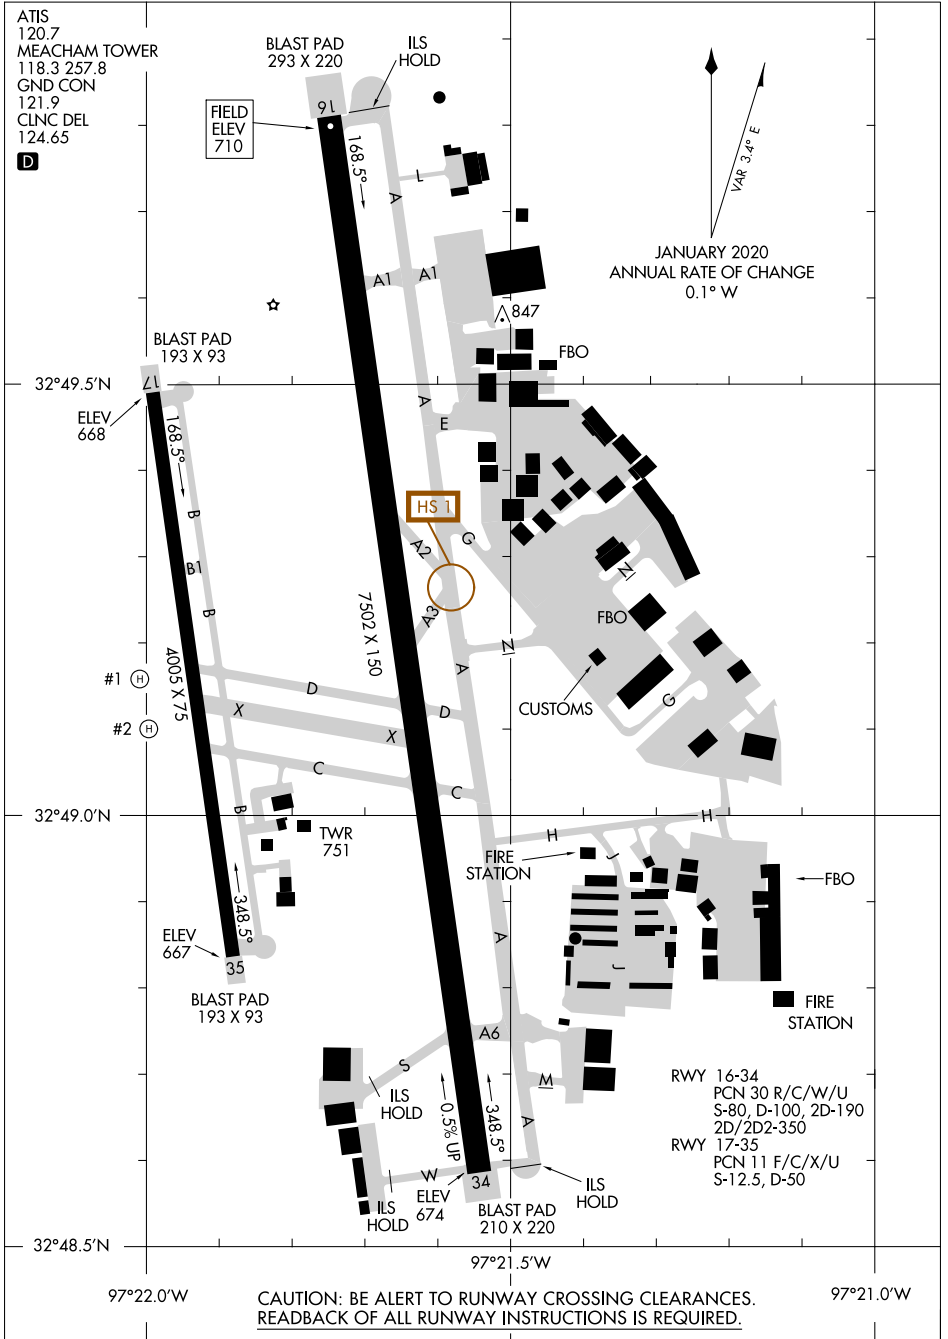 ATIS
120.7
MEACHAM TOWER
118.3 257.8
GND CON
121.9
CLNC DEL
124.65
D
BLAST PAD
293 X 220
ILS
HOLD
FIELD
ELEV
710
16
168.5°
L
A
VAR 3.4° E
JANUARY 2020
ANNUAL RATE OF CHANGE
0.1° W
A1
A1
847
FBO
BLAST PAD
193 X 93
32°49.5'N
17
ELEV
668
168.5°
A
E
HS 1
B
G
A2
B1
N
7502 X 150
B
A3
FBO
N
4005 X 75
A
#1 H
D
X
D
CUSTOMS
G
#2 H
X
C
C
B
32°49.0'N
TWR
751
H
H
FIRE
STATION
J
FBO
348.5°
A
ELEV
667
35
J
BLAST PAD
193 X 93
FIRE
STATION
A6
S
M
ILS
HOLD
0.5% UP
348.5°
A
RWY 16-34
PCN 30 R/C/W/U
S-80, D-100, 2D-190
2D/2D2-350
RWY 17-35
PCN 11 F/C/X/U
S-12.5, D-50
W
34
ILS
HOLD
ILS
HOLD
ELEV
674
BLAST PAD
210 X 220
32°48.5'N
97°22.0'W
97°21.5'W
97°21.0'W
CAUTION: BE ALERT TO RUNWAY CROSSING CLEARANCES.
READBACK OF ALL RUNWAY INSTRUCTIONS IS REQUIRED.